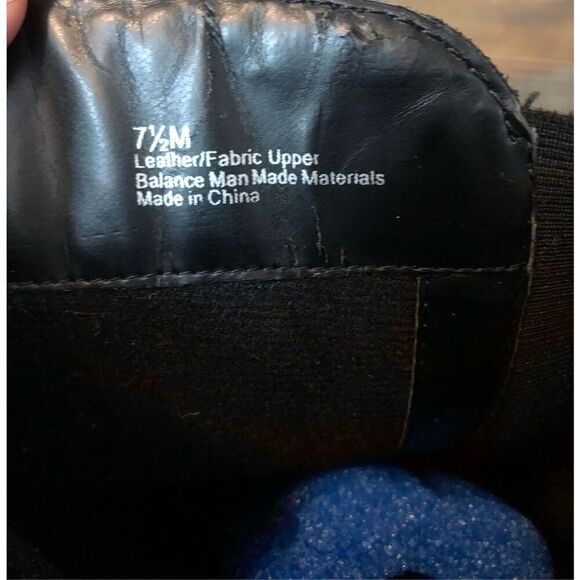 7½M
Leather/Fabric Upper
Balance Man Made Materials
Made in China